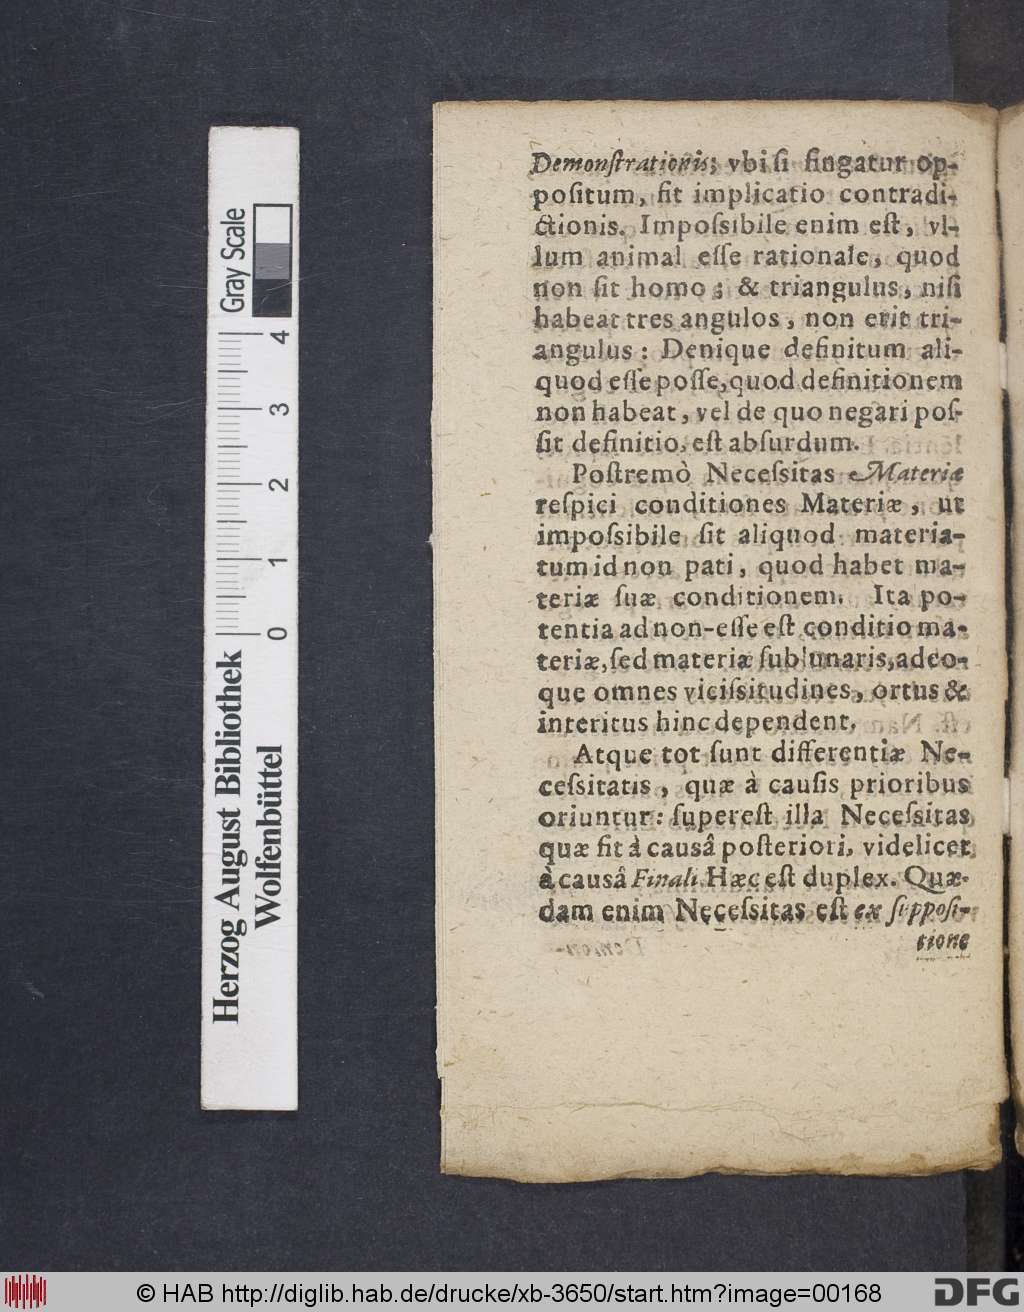 Demonſtrationis; vbi ſi fingatur op-
poſitum, fit implicatio contradi-
ctionis. Impoſsibile enim eſt, vl-
lum animal eſſe rationale, quod
non ſit homo; & triangulus, niſi
habeat tres angulos, non erit tri-
angulus: Denique definitum ali-
quod eſſe poſſe, quod definitionem
non habeat, vel de quo negari poſ-
ſit definitio, eſt abſurdum.
Poſtremò Neceſsitas Materiæ
reſpici conditiones Materiæ, ut
impoſsibile ſit aliquod materia-
tum id non pati, quod habet ma-
teriæ ſuæ conditionem. Ita po-
tentia ad non-eſſe eſt conditio ma-
teriæ, ſed materiæ ſublunaris, adeo-
que omnes viciſsitudines, ortus &
interitus hinc dependent.
Atque tot ſunt differentiæ Ne-
ceſsitatis, quæ à cauſis prioribus
oriuntur: ſupereſt illa Neceſsitas
quæ fit à causâ poſteriori, videlicet
à causâ Finali. Hæc eſt duplex. Quæ-
dam enim Neceſsitas eſt ex ſuppoſi-
tione
Herzog August Bibliothek
Wolfenbüttel
0 1 2 3 4
Gray Scale
© HAB http://diglib.hab.de/drucke/xb-3650/start.htm?image=00168
DFG